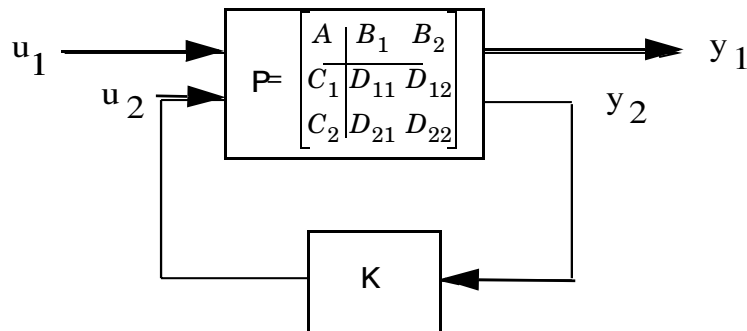 u₁
u₂
P=
A B₁ B₂
C₁ D₁₁ D₁₂
C₂ D₂₁ D₂₂
y₁
y₂
K